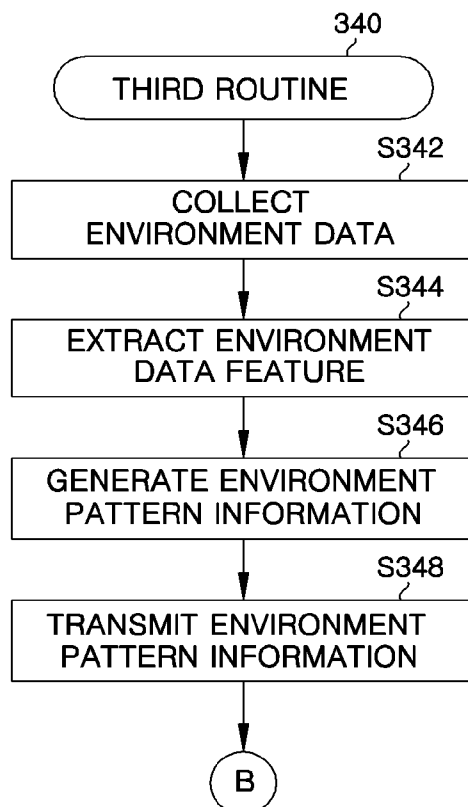 340
THIRD ROUTINE
S342
COLLECT
ENVIRONMENT DATA
S344
EXTRACT ENVIRONMENT
DATA FEATURE
S346
GENERATE ENVIRONMENT
PATTERN INFORMATION
S348
TRANSMIT ENVIRONMENT
PATTERN INFORMATION
B